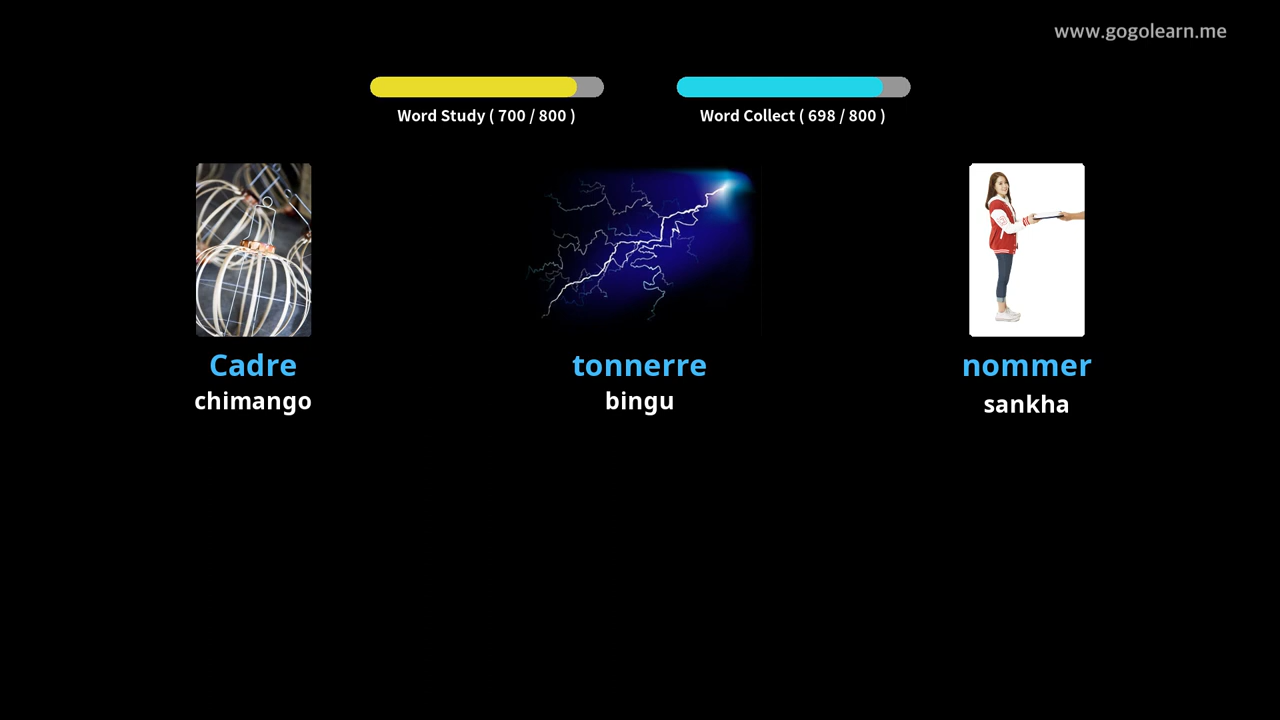 www.gogolearn.me
Word Study ( 700 / 800 )
Word Collect ( 698 / 800 )
Cadre
chimango
tonnerre
bingu
nommer
sankha